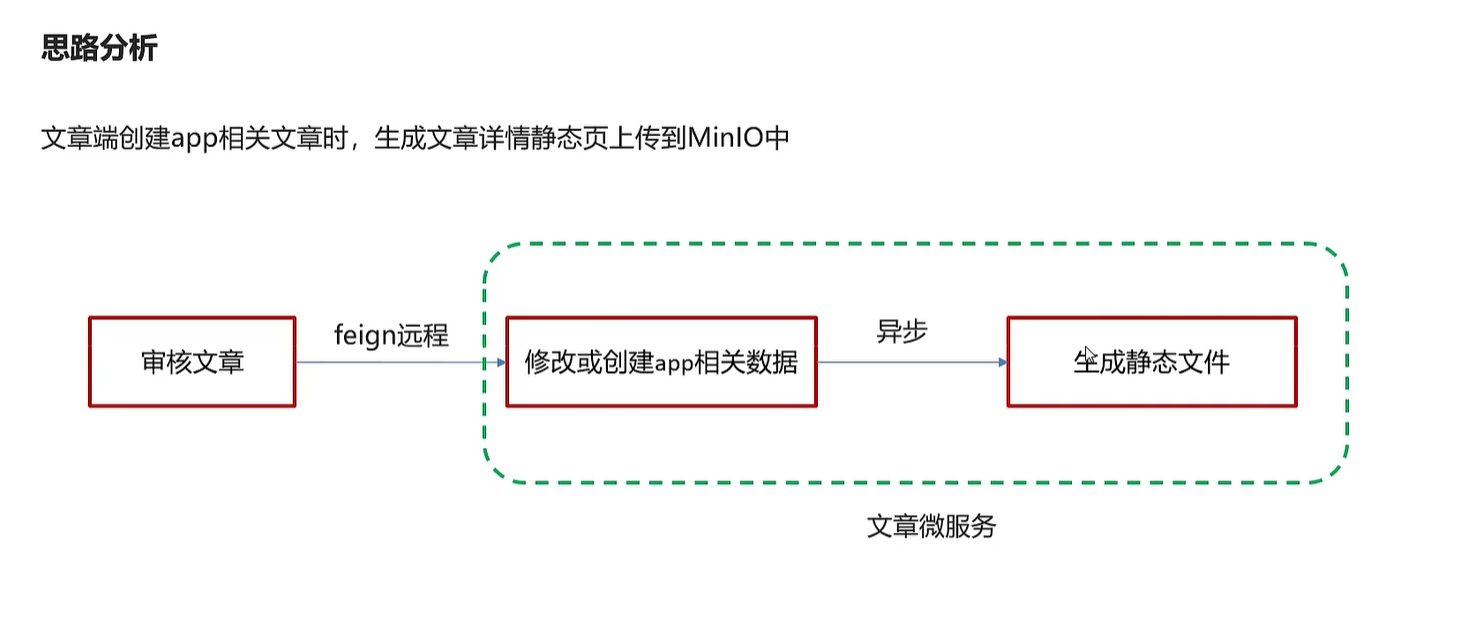 思路分析
文章端创建app相关文章时，生成文章详情静态页上传到MinIO中
feign远程
异步
审核文章
修改或创建app相关数据
生成静态文件
文章微服务